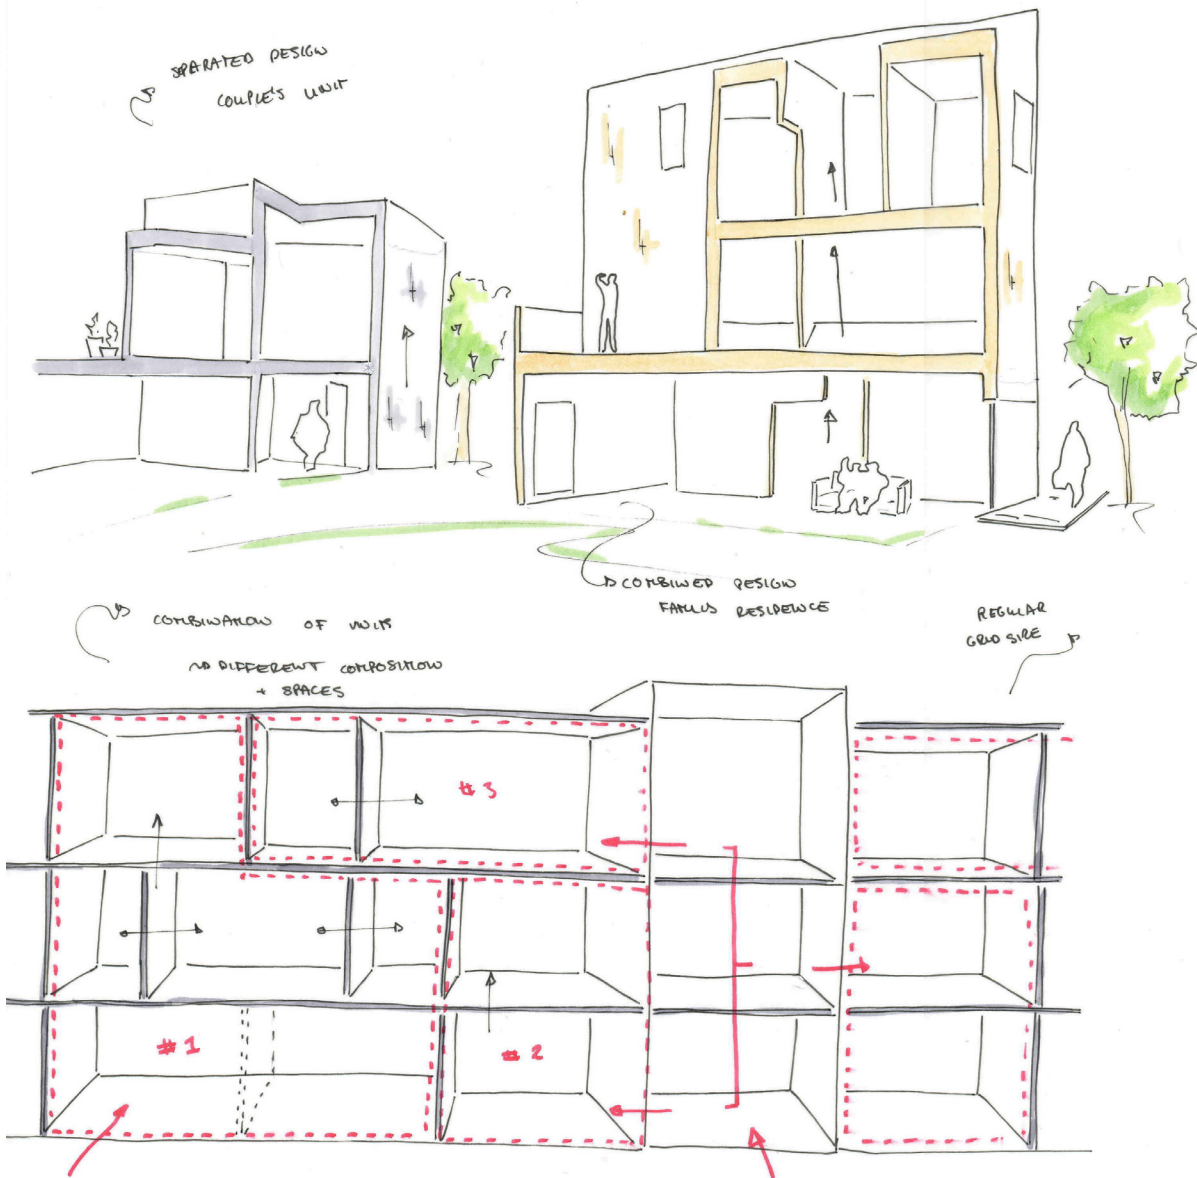 SEPARATED DESIGN
COUPLE'S UNIT
COMBINED DESIGN
FAMILY RESIDENCE
COMBINATION OF UNITS
DIFFERENT COMPOSITION
+ SPACES
REGULAR
GRID SIZE
#3
#1
#2